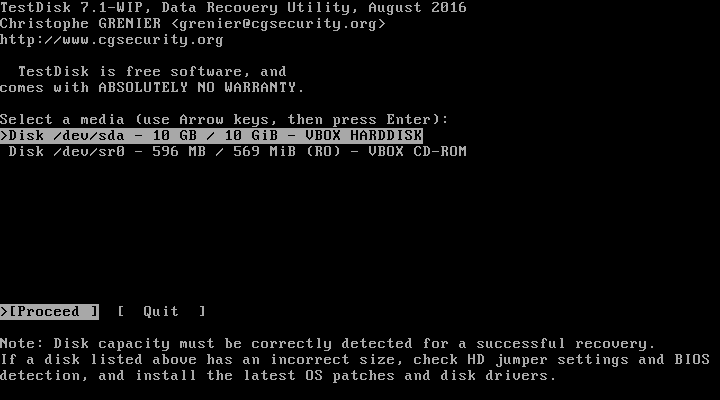 TestDisk 7.1-WIP, Data Recovery Utility, August 2016
Christophe GRENIER <grenier@cgsecurity.org>
http://www.cgsecurity.org
TestDisk is free software, and
comes with ABSOLUTELY NO WARRANTY.
Select a media (use Arrow keys, then press Enter):
>Disk /dev/sda - 10 GB / 10 GiB - VBOX HARDDISK
Disk /dev/sr0 - 596 MB / 569 MiB (RO) - VBOX CD-ROM
>[Proceed ]  [  Quit  ]
Note: Disk capacity must be correctly detected for a successful recovery.
If a disk listed above has an incorrect size, check HD jumper settings and BIOS
detection, and install the latest OS patches and disk drivers.